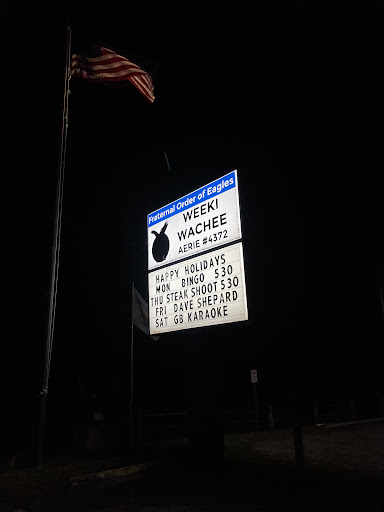 Fraternal Order of Eagles
WEEKI
WACHEE
AERIE #4372
HAPPY HOLIDAYS
MON BINGO 530
THU STEAK SHOOT 530
FRI DAVE SHEPARD
SAT GB KARAOKE